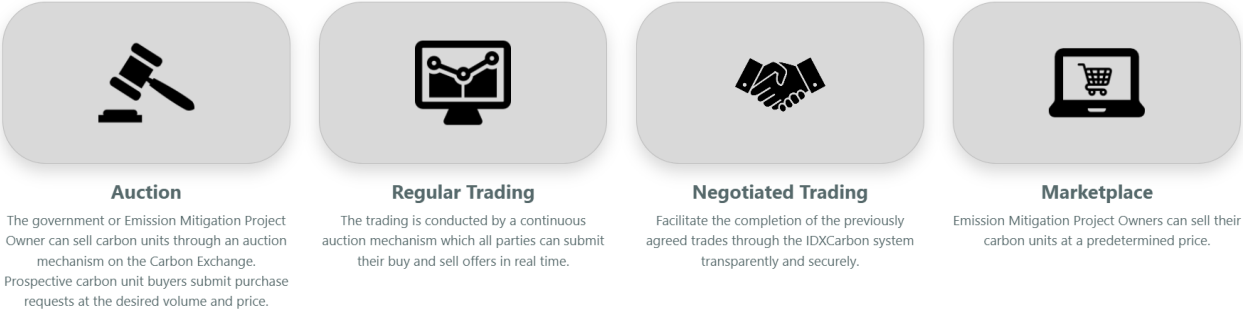 Auction
The government or Emission Mitigation Project
Owner can sell carbon units through an auction
mechanism on the Carbon Exchange.
Prospective carbon unit buyers submit purchase
requests at the desired volume and price.
Regular Trading
The trading is conducted by a continuous
auction mechanism which all parties can submit
their buy and sell offers in real time.
Negotiated Trading
Facilitate the completion of the previously
agreed trades through the IDXCarbon system
transparently and securely.
Marketplace
Emission Mitigation Project Owners can sell their
carbon units at a predetermined price.